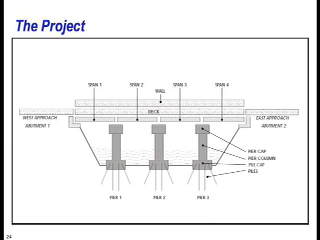 The Project
SPAN 1 SPAN 2 SPAN 3 SPAN 4
WALL
DECK
WEST APPROACH EAST APPROACH
ABUTMENT 1 ABUTMENT 2
PIER CAP
PIER COLUMN
PILE CAP
PILES
PIER 1 PIER 2 PIER 3
24